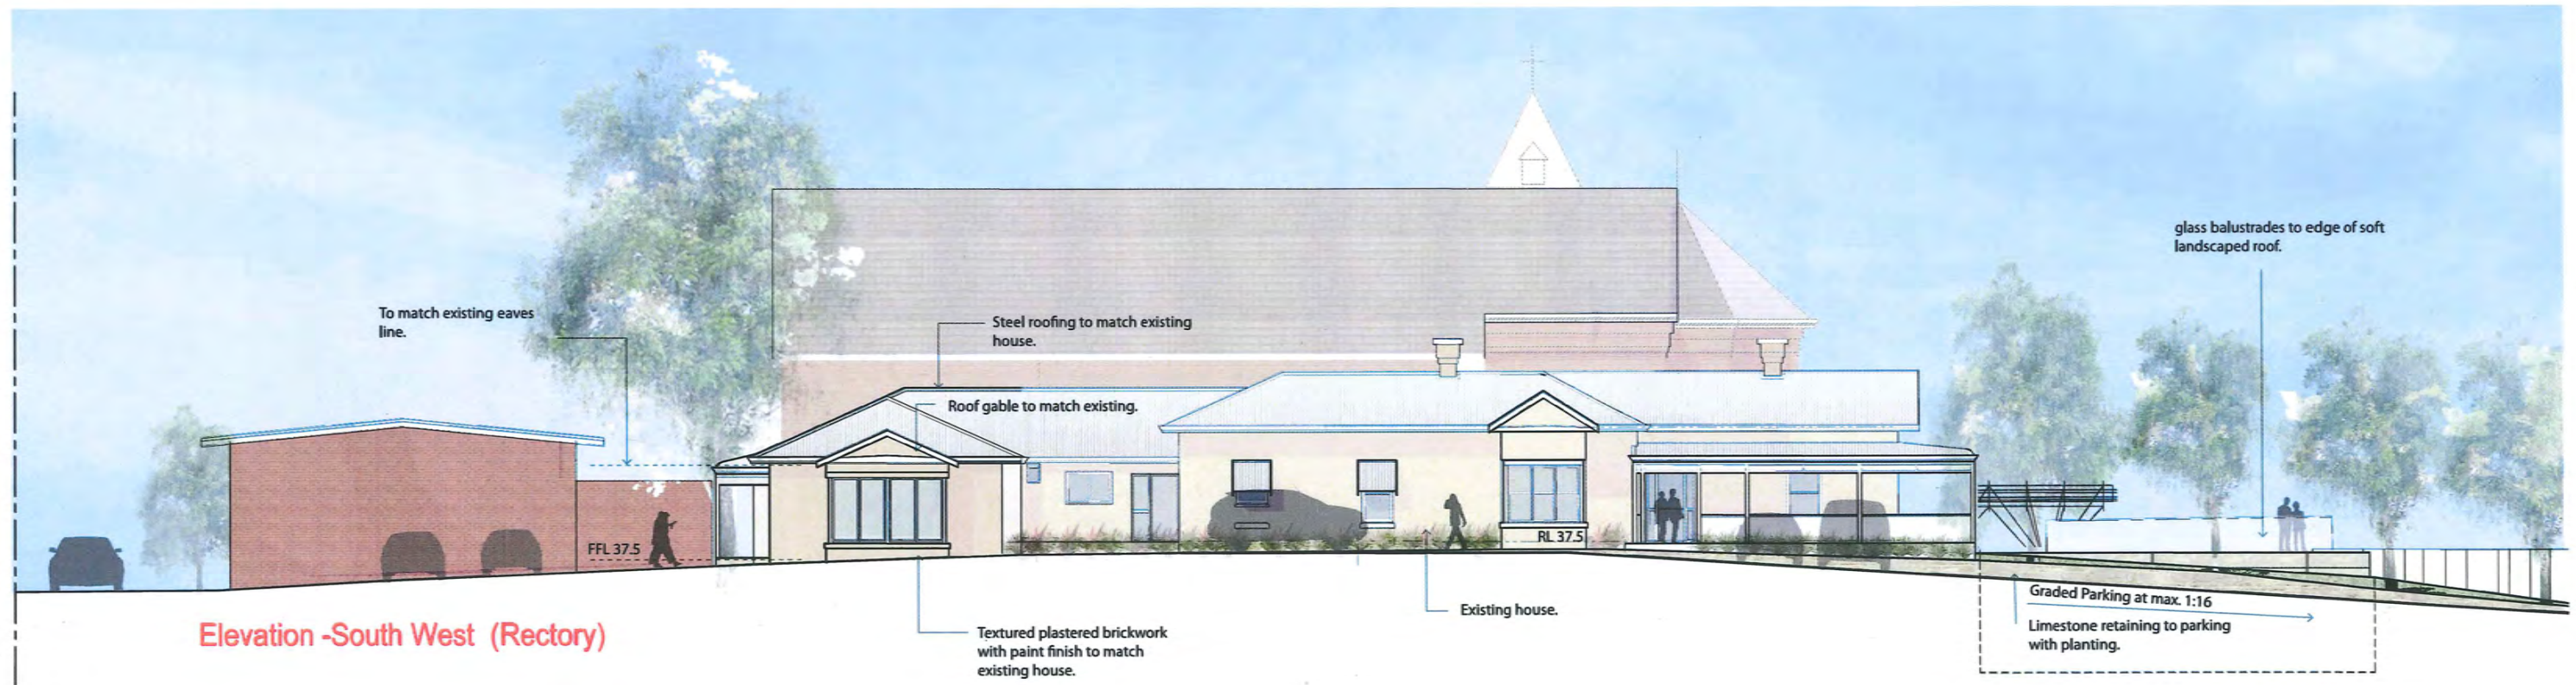 glass balustrades to edge of soft
landscaped roof.
To match existing eaves
line.
Steel roofing to match existing
house.
Roof gable to match existing.
FFL 37.5
RL 37.5
Graded Parking at max. 1:16
Limestone retaining to parking
with planting.
Existing house.
Textured plastered brickwork
with paint finish to match
existing house.
Elevation -South West (Rectory)